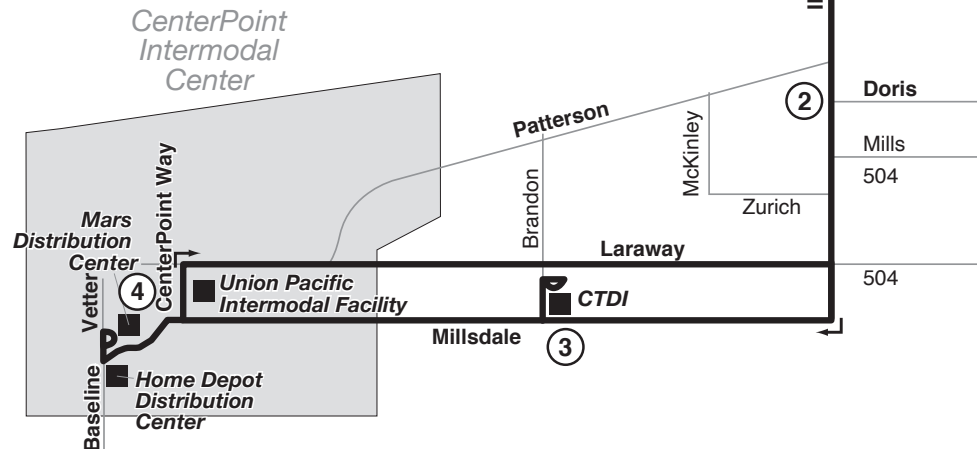 CenterPoint
Intermodal
Center
2
Doris
Patterson
Mills
504
McKinley
Zurich
Brandon
CenterPoint Way
Mars
Distribution
Center
Laraway
504
4
Vetter
Union Pacific
Intermodal Facility
CTDI
Millsdale
3
Baseline
Home Depot
Distribution
Center